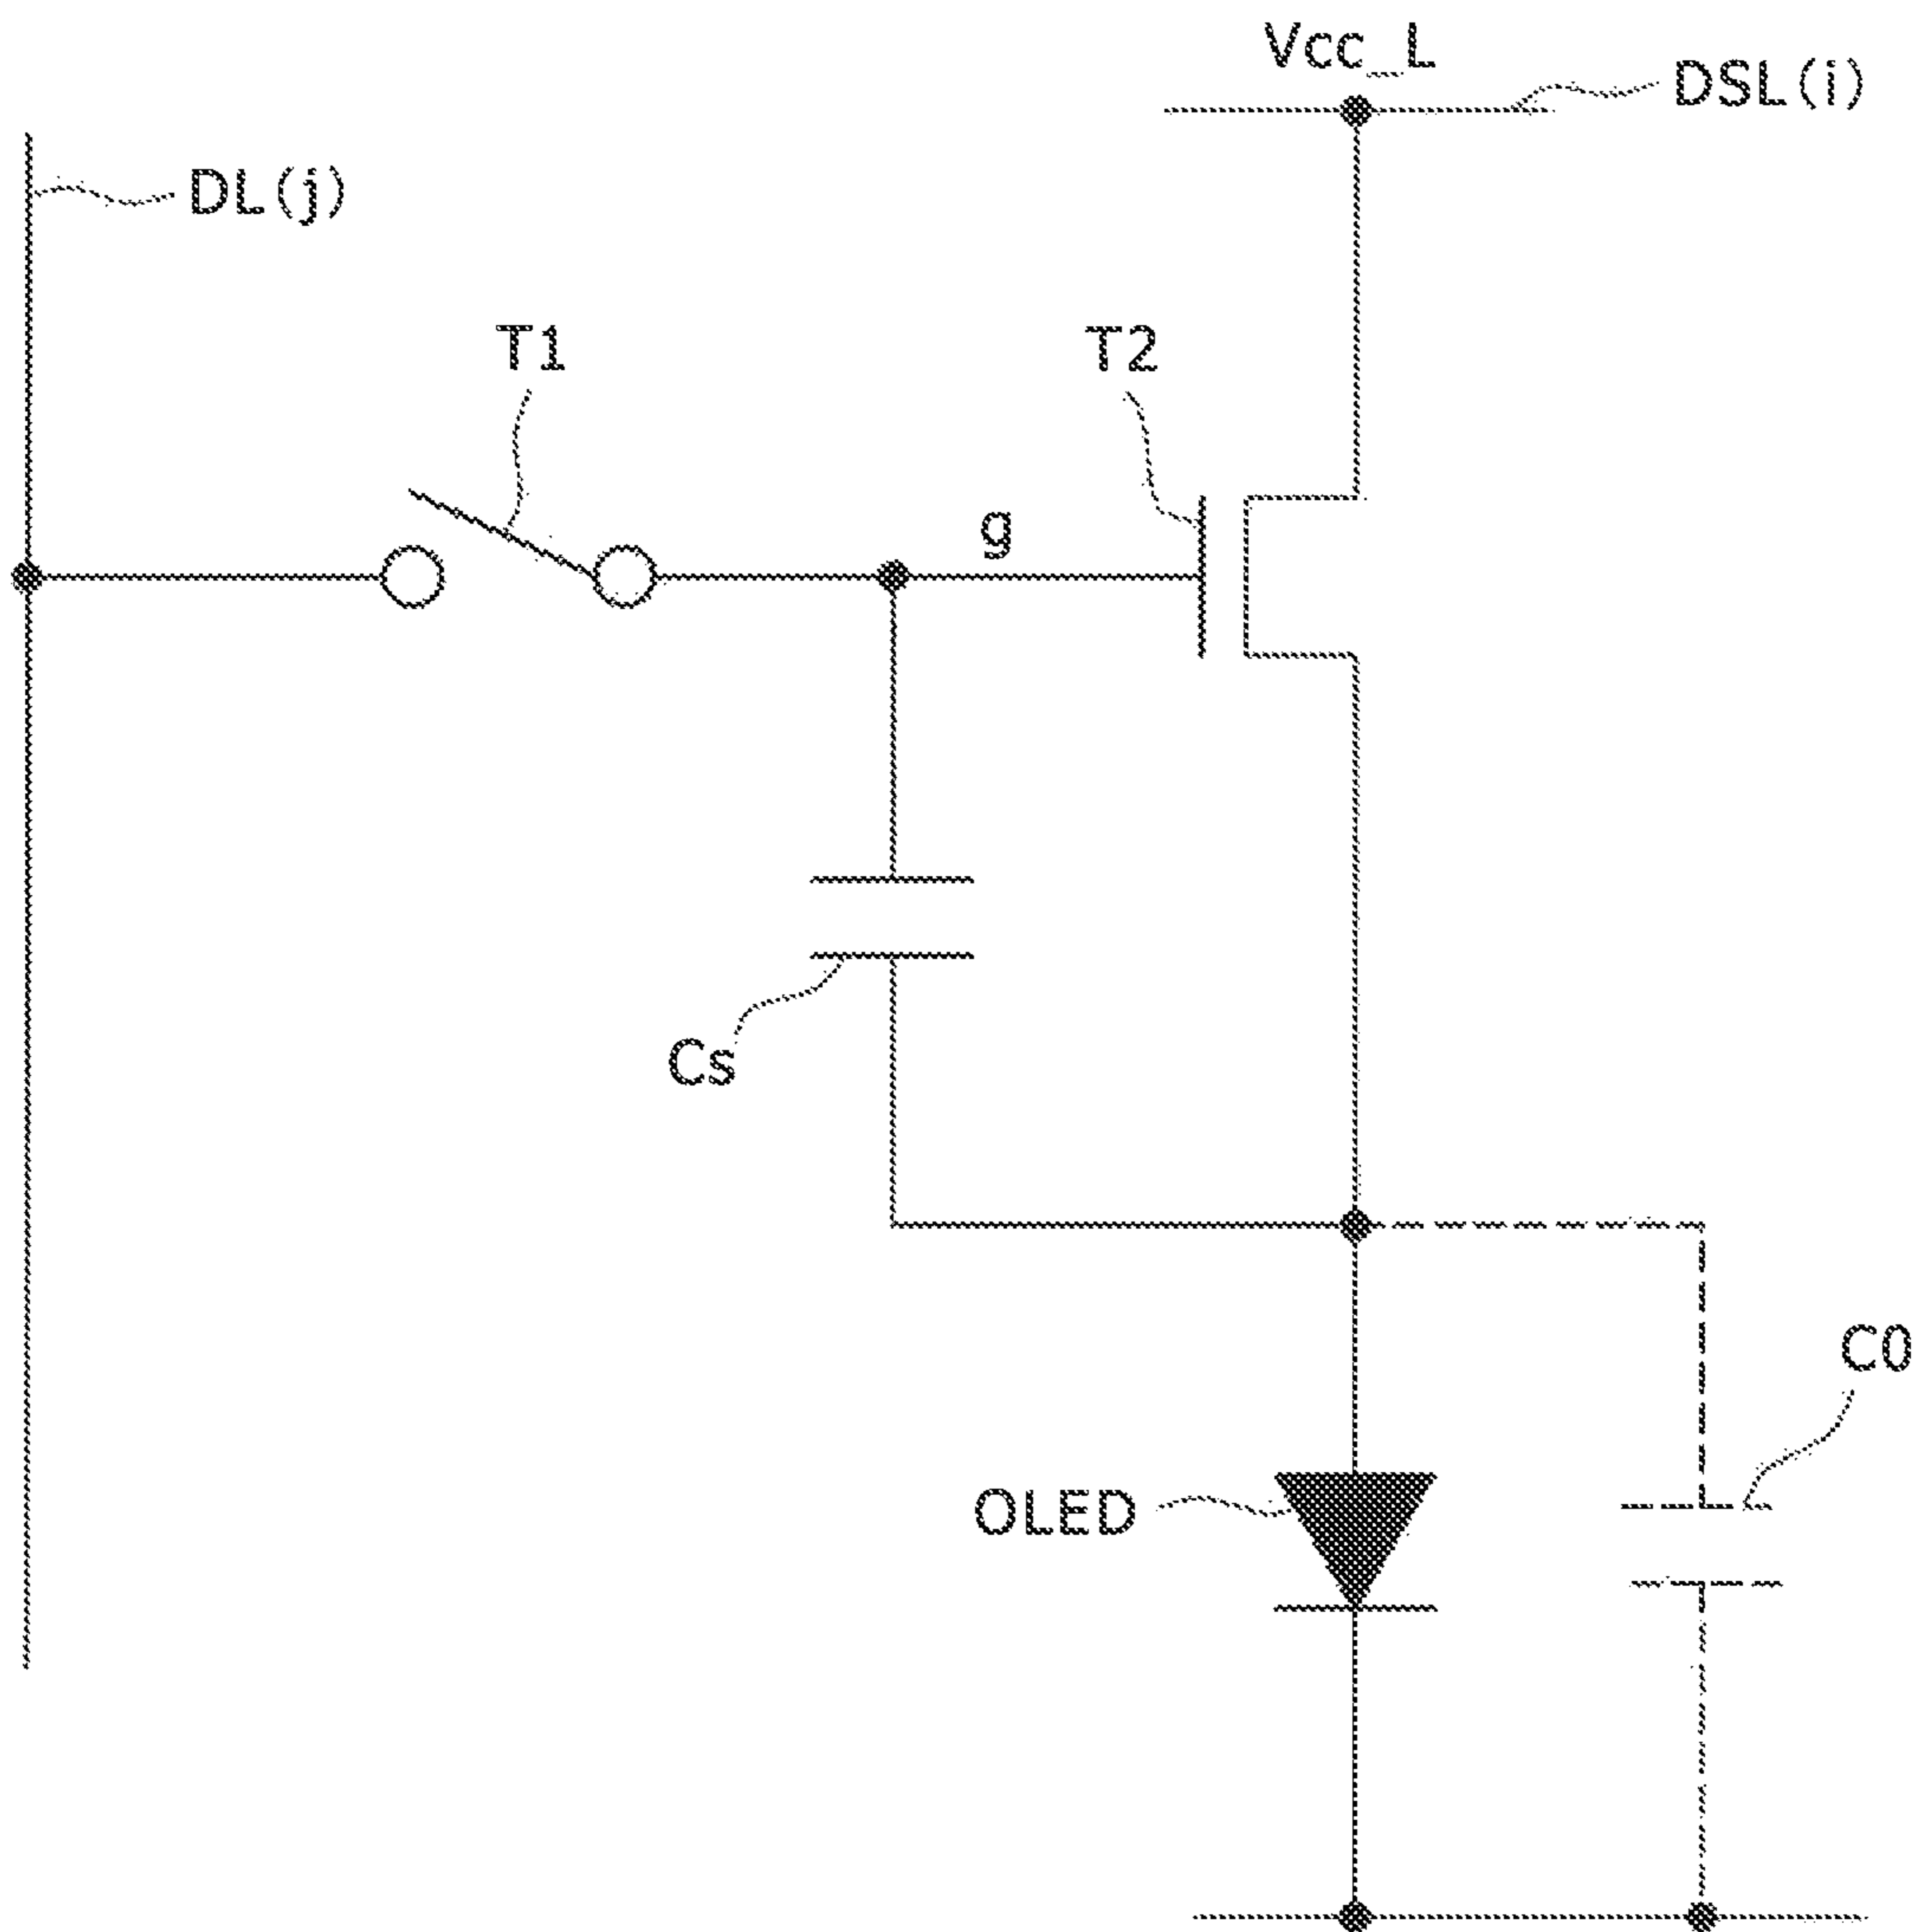 Vcc_L
DSL(i)
DL(j)
T1
T2
g
Cs
C0
OLED